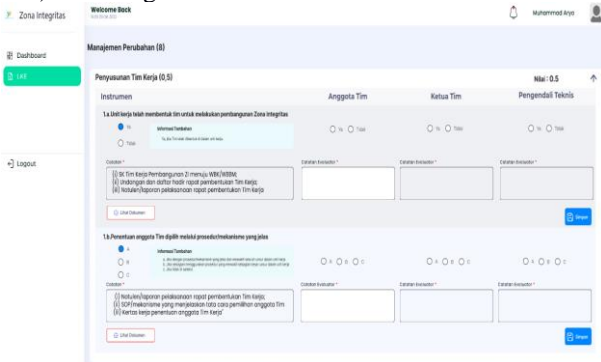 Zona Integritas
Welcome Back
Muhammad Arya
Dashboard
LKE
Logout
Manajemen Perubahan (8)
Penyusunan Tim Kerja (0,5)
Nilai : 0.5
Instrumen
Anggota Tim
Ketua Tim
Pengendali Teknis
1.a. Unit kerja telah membentuk tim untuk melakukan pembangunan Zona Integritas
Ya
Tidak
Informasi Tambahan
Ya Tidak
Ya Tidak
Ya Tidak
Catatan *
Catatan Evaluator *
Catatan Evaluator *
Catatan Evaluator *
(i) SK Tim Kerja Pembangunan ZI menuju WBK/WBBM;
(ii) Undangan dan daftar hadir rapat pembentukan Tim Kerja;
(iii) Notulen/laporan pelaksanaan rapat pembentukan Tim Kerja
Lihat Dokumen
Simpan
1.b. Penentuan anggota Tim dipilih melalui prosedur/mekanisme yang jelas
A
B
C
Informasi Tambahan
A B C
A B C
A B C
Catatan *
Catatan Evaluator *
Catatan Evaluator *
Catatan Evaluator *
(i) Notulen/laporan pelaksanaan rapat pembentukan Tim Kerja;
(ii) SOP/mekanisme yang menjelaskan tata cara pemilihan anggota Tim
(iii) Kertas kerja penentuan anggota Tim Kerja"
Lihat Dokumen
Simpan